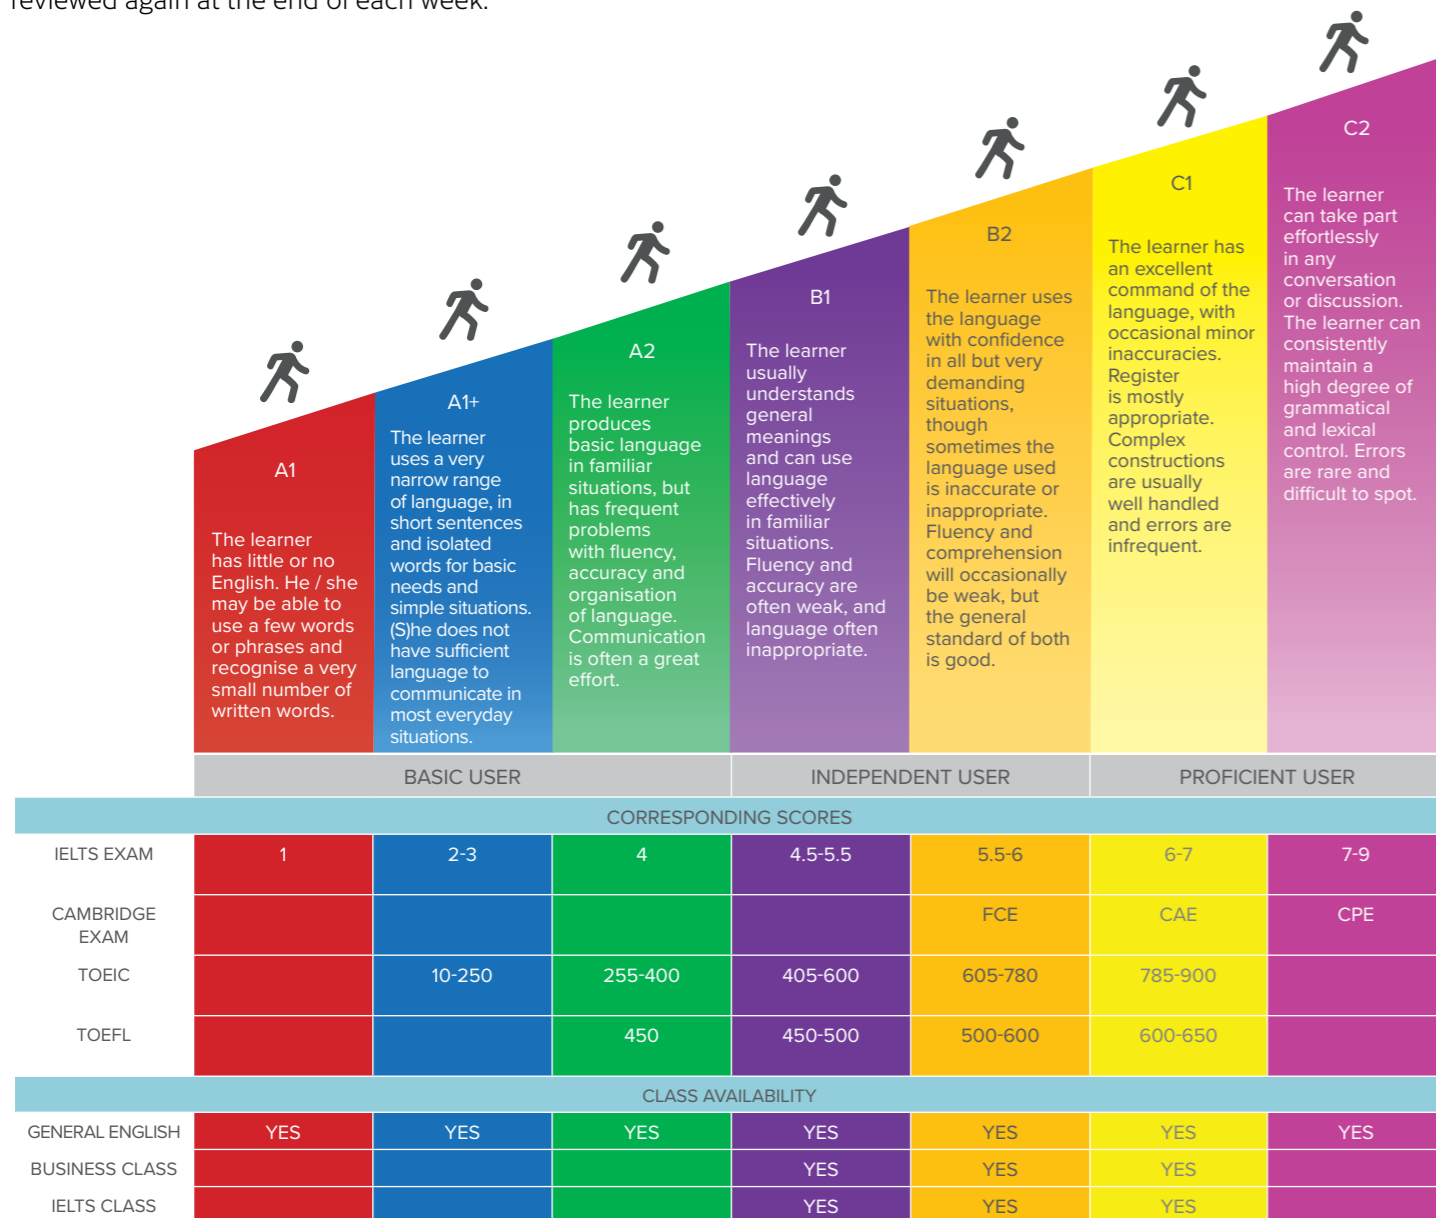 reviewed again at the end of each week.
A1
The learner
has little or no
English. He / she
may be able to
use a few words
or phrases and
recognise a very
small number of
written words.
A1+
The learner
uses a very
narrow range
of language, in
short sentences
and isolated
words for basic
needs and
simple situations.
(S)he does not
have sufficient
language to
communicate in
most everyday
situations.
A2
The learner
produces
basic language
in familiar
situations, but
has frequent
problems
with fluency,
accuracy and
organisation
of language.
Communication
is often a great
effort.
B1
The learner
usually
understands
general
meanings
and can use
language
effectively
in familiar
situations.
Fluency and
accuracy are
often weak, and
language often
inappropriate.
B2
The learner uses
the language
with confidence
in all but very
demanding
situations,
though
sometimes the
language used
is inaccurate or
inappropriate.
Fluency and
comprehension
will occasionally
be weak, but
the general
standard of both
is good.
C1
The learner has
an excellent
command of the
language, with
occasional minor
inaccuracies.
Register
is mostly
appropriate.
Complex
constructions
are usually
well handled
and errors are
infrequent.
C2
The learner
can take part
effortlessly
in any
conversation
or discussion.
The learner can
consistently
maintain a
high degree of
grammatical
and lexical
control. Errors
are rare and
difficult to spot.
BASIC USER INDEPENDENT USER PROFICIENT USER
CORRESPONDING SCORES
IELTS EXAM 1 2-3 4 4.5-5.5 5.5-6 6-7 7-9
CAMBRIDGE
EXAM FCE CAE CPE
TOEIC 10-250 255-400 405-600 605-780 785-900
TOEFL 450 450-500 500-600 600-650
CLASS AVAILABILITY
GENERAL ENGLISH YES YES YES YES YES YES YES
BUSINESS CLASS YES YES YES
IELTS CLASS YES YES YES